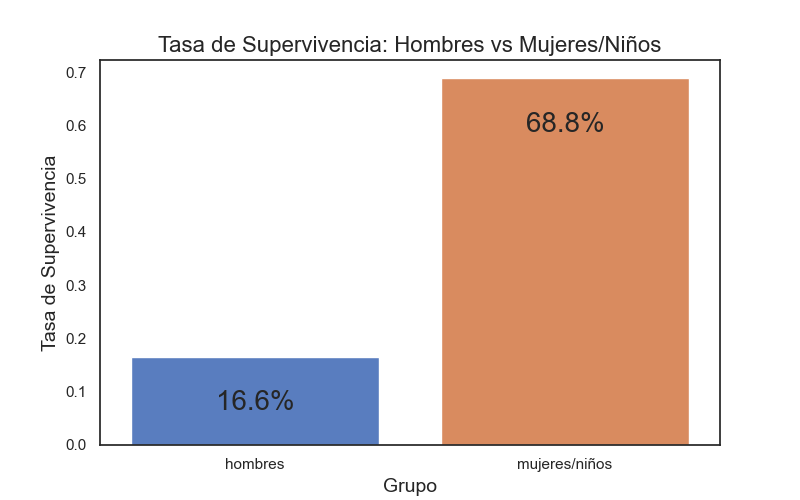 Tasa de Supervivencia: Hombres vs Mujeres/Niños
Tasa de Supervivencia
0.7
0.6
0.5
0.4
0.3
0.2
0.1
0.0
68.8%
16.6%
hombres
mujeres/niños
Grupo